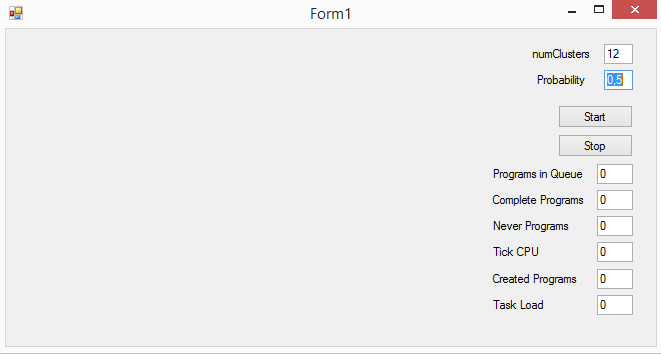 Form1
numClusters 12
Probability 0.5
Start
Stop
Programs in Queue 0
Complete Programs 0
Never Programs 0
Tick CPU 0
Created Programs 0
Task Load 0